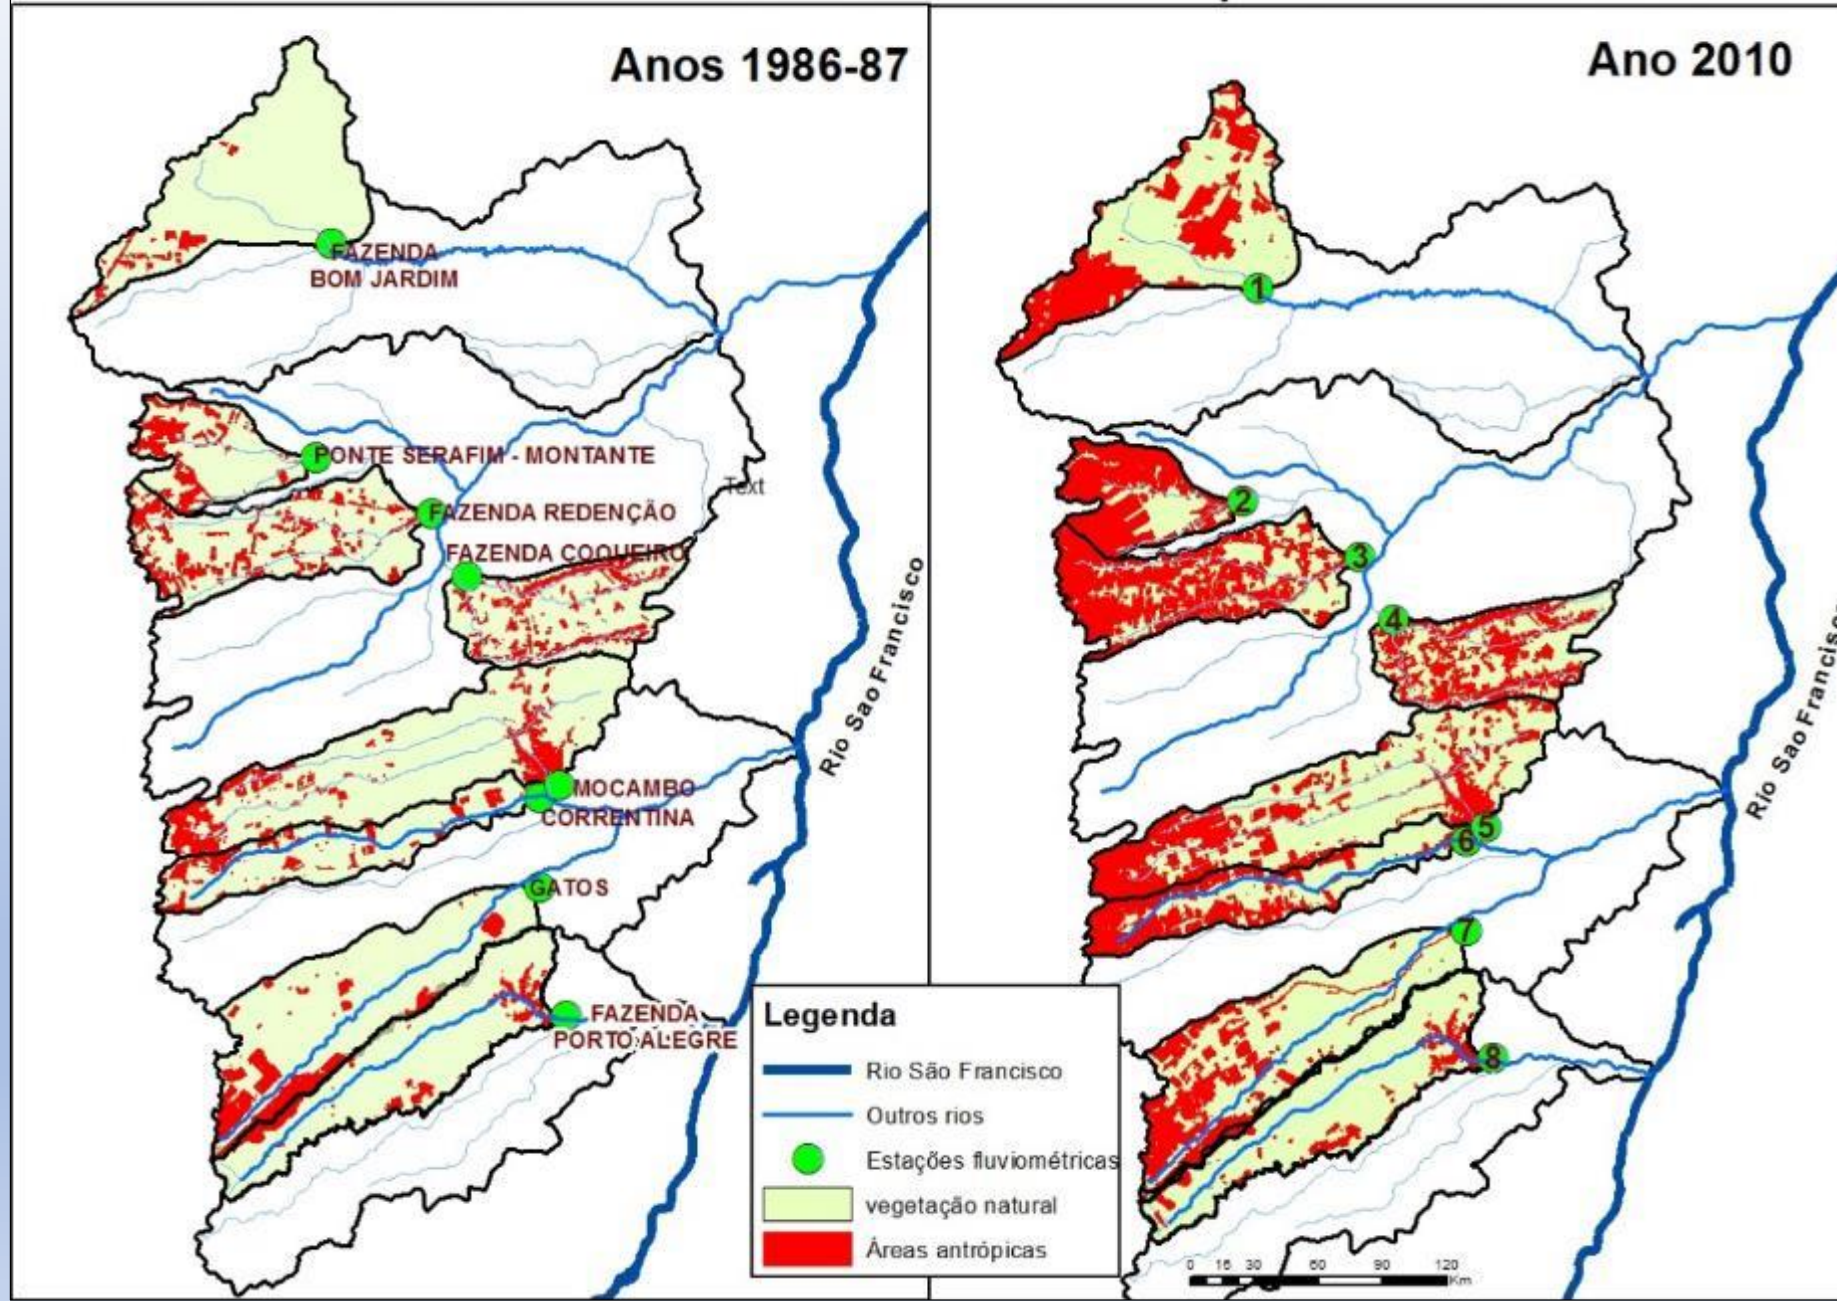 Anos 1986-87
FAZENDA
BOM JARDIM
PONTE SERAFIM - MONTANTE
Text
FAZENDA REDENÇÃO
FAZENDA COQUEIRO
MOCAMBO
CORRENTINA
GATOS
FAZENDA
PORTO ALEGRE
Rio Sao Francisco
Ano 2010
1
2
3
4
5
6
7
8
Rio Sao Francisco
Legenda
Rio São Francisco
Outros rios
Estações fluviométricas
vegetação natural
Áreas antrópicas
0 15 30 60 90 120
Km